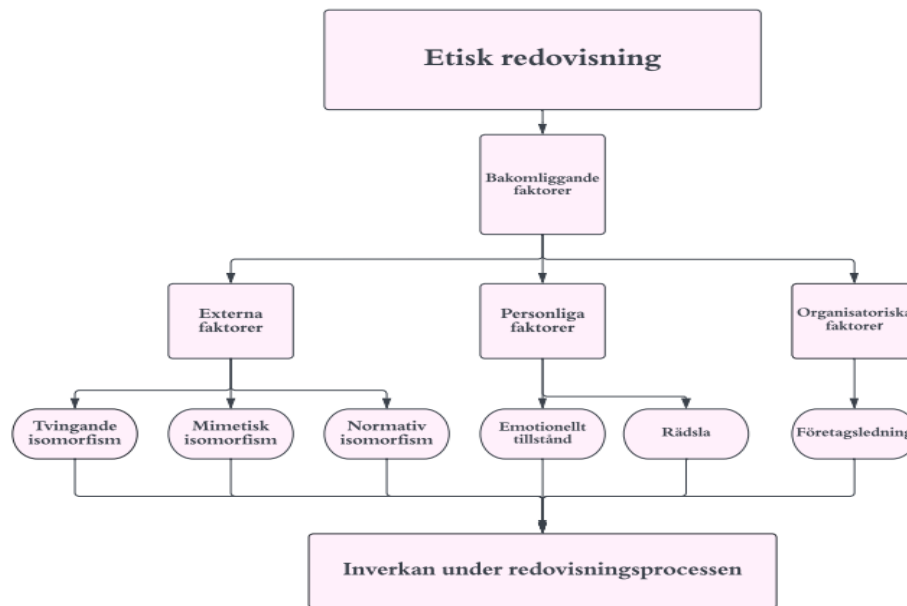 Etisk redovisning
Bakomliggande
faktorer
Externa
faktorer
Personliga
faktorer
Organisatoriska
faktorer
Tvingande
isomorfism
Mimetisk
isomorfism
Normativ
isomorfism
Emotionellt
tillstånd
Rädsla
Företagsledning
Inverkan under redovisningsprocessen